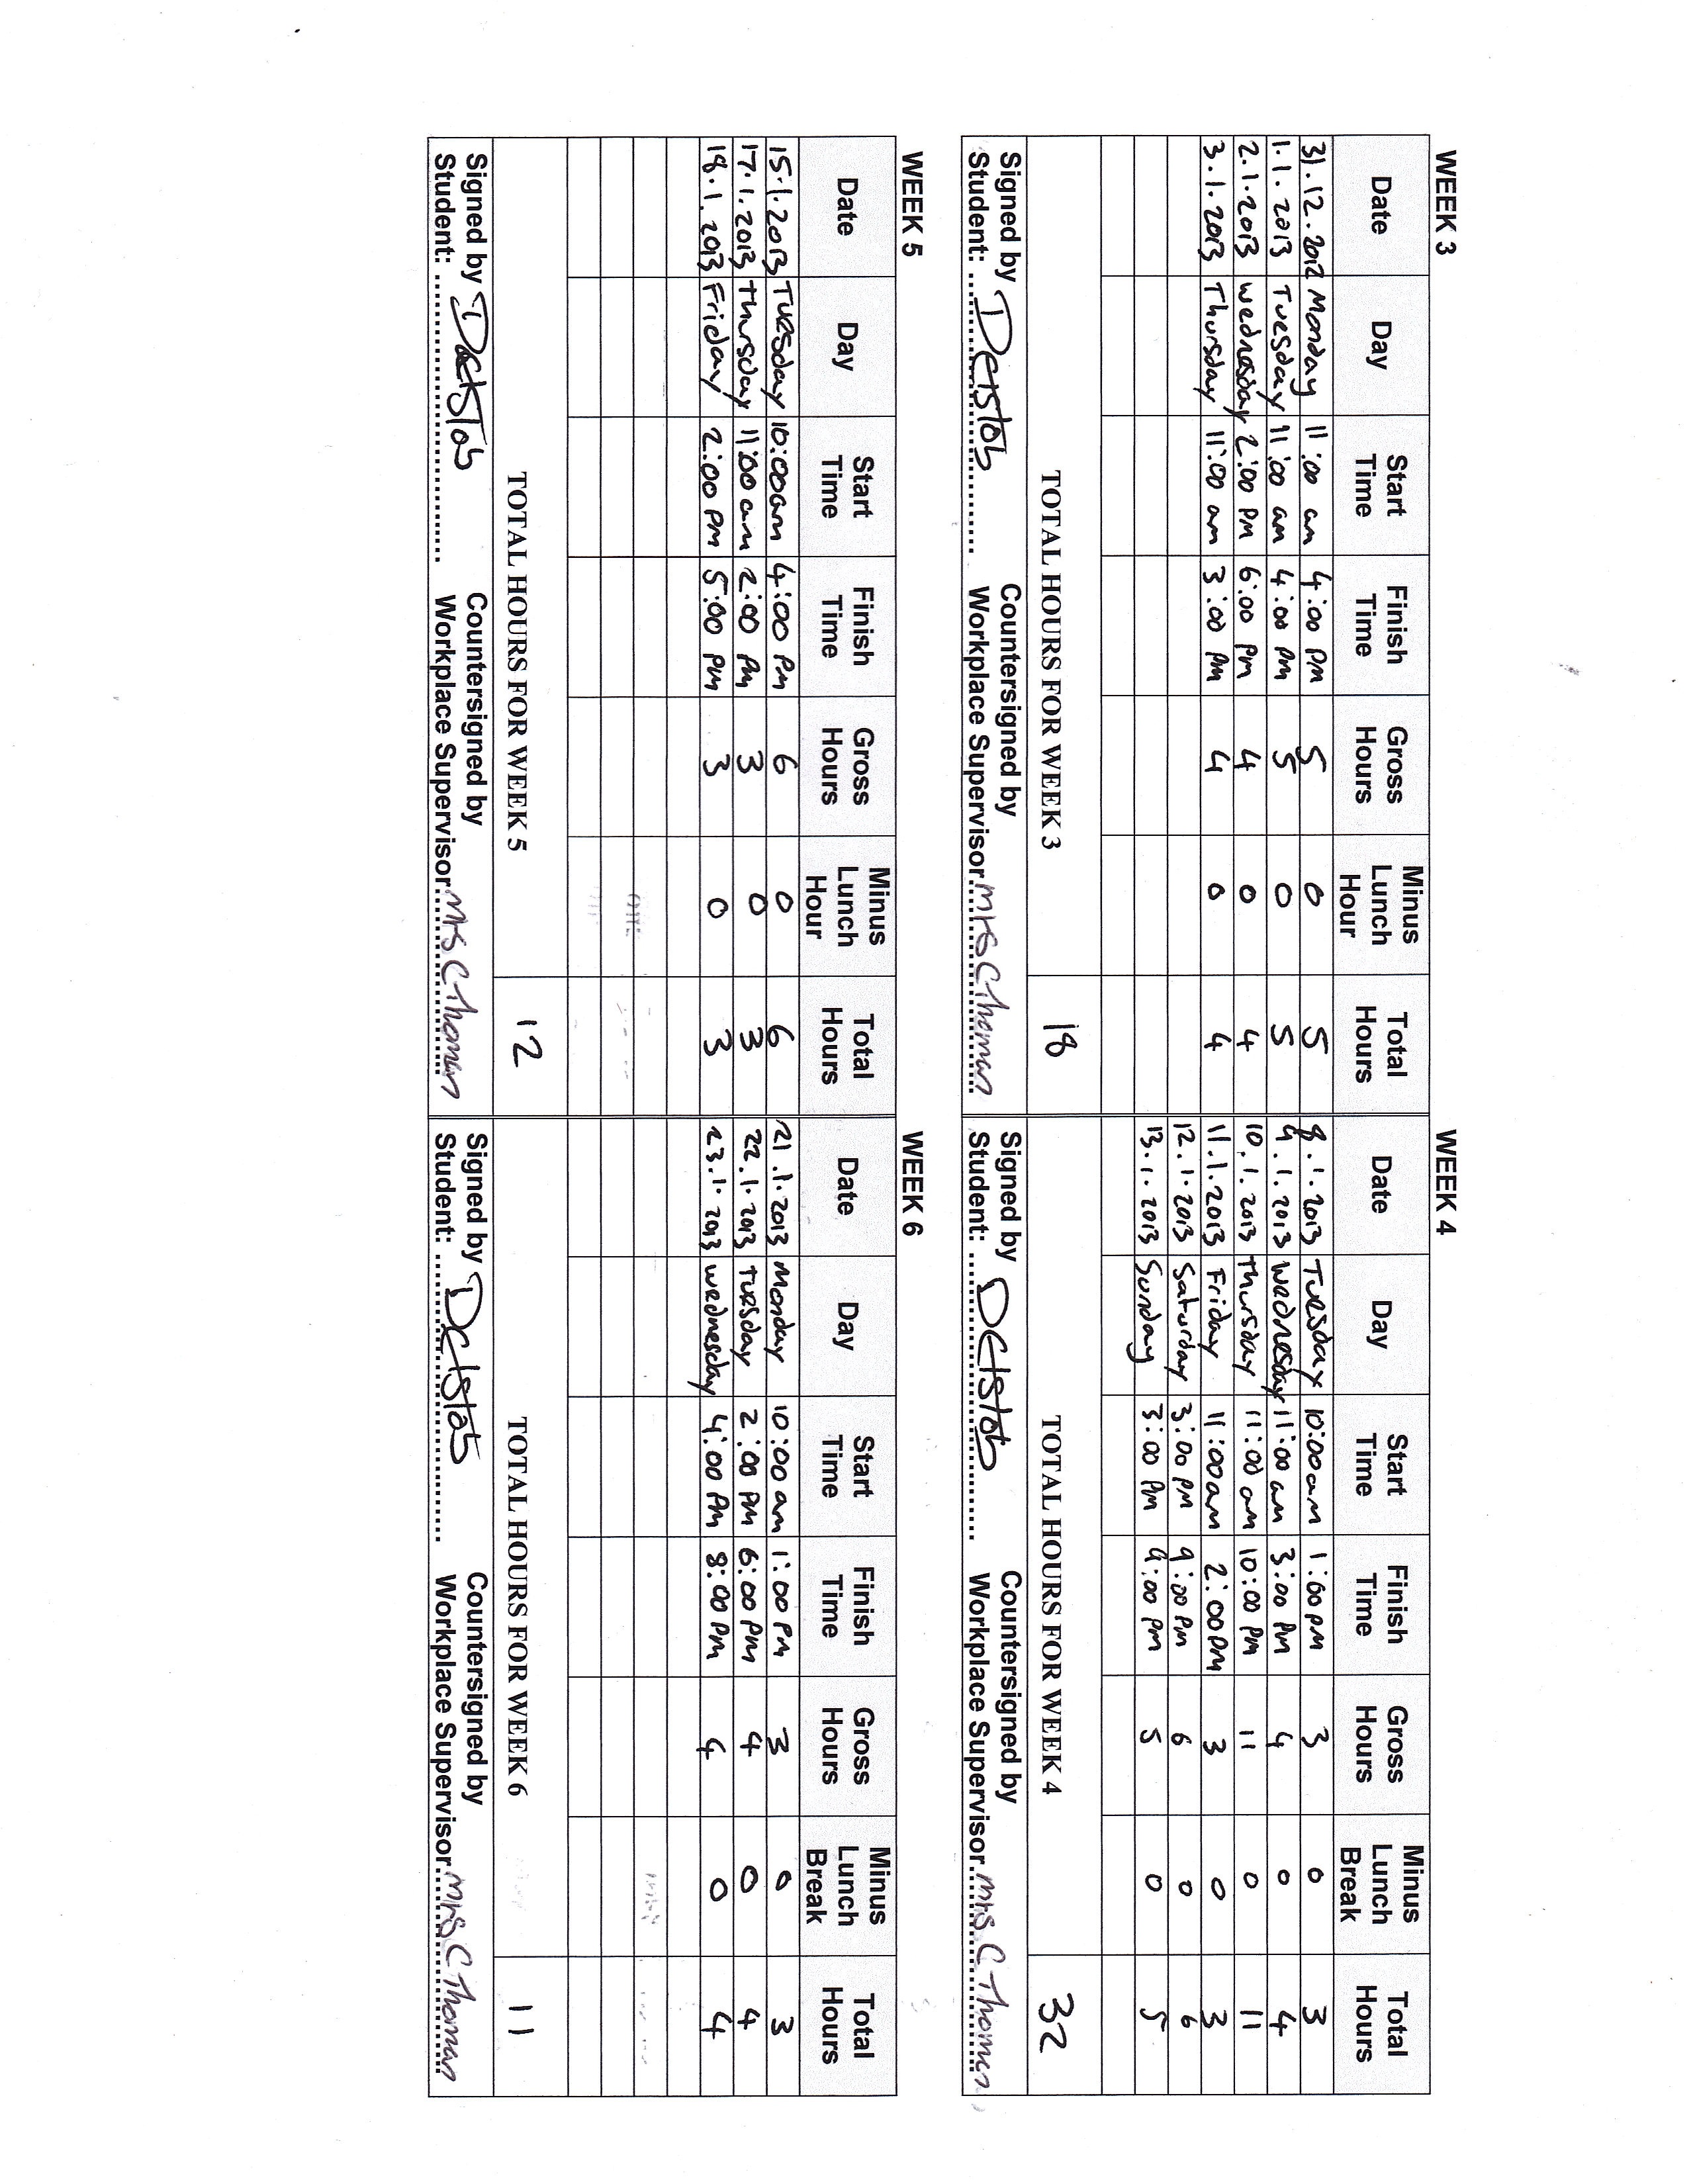 WEEK 3
Date Day Start Time Finish Time Gross Hours Minus Lunch Hour Total Hours
31.12.2012 Monday 11:00 am 4:00 pm 5 0 5
1.1.2013 Tuesday 11:00 am 4:00 pm 5 0 5
2.1.2013 Wednesday 2:00 pm 6:00 pm 4 0 4
3.1.2013 Thursday 11:00 am 3:00 pm 4 0 4
TOTAL HOURS FOR WEEK 3 18
Signed by Countersigned by
Student: Workplace Supervisor Mrs C Thomas
WEEK 4
Date Day Start Time Finish Time Gross Hours Minus Lunch Break Total Hours
8.1.2013 Tuesday 10:00am 1:00pm 3 0 3
9.1.2013 Wednesday 11:00 am 3:00 pm 4 0 4
10.1.2013 Thursday 11:00 am 10:00 pm 11 0 11
11.1.2013 Friday 11:00am 2:00pm 3 0 3
12.1.2013 Saturday 3:00 pm 9:00 pm 6 0 6
13.1.2013 Sunday 3:00 pm 9:00 pm 5 0 5
TOTAL HOURS FOR WEEK 4 32
Signed by Countersigned by
Student: Workplace Supervisor Mrs C Thomas
WEEK 5
Date Day Start Time Finish Time Gross Hours Minus Lunch Hour Total Hours
15.1.2013 Tuesday 10:00am 4:00 pm 6 0 6
17.1.2013 Thursday 11:00 am 2:00 pm 3 0 3
18.1.2013 Friday 2:00 pm 5:00 pm 3 0 3
TOTAL HOURS FOR WEEK 5 12
Signed by Countersigned by
Student: Workplace Supervisor Mrs C Thomas
WEEK 6
Date Day Start Time Finish Time Gross Hours Minus Lunch Break Total Hours
21.1.2013 Monday 10:00 am 1:00 pm 3 0 3
22.1.2013 Tuesday 2:00 pm 6:00 pm 4 0 4
23.1.2013 Wednesday 4:00 pm 8:00 pm 4 0 4
TOTAL HOURS FOR WEEK 6 11
Signed by Countersigned by
Student: Workplace Supervisor Mrs C Thomas